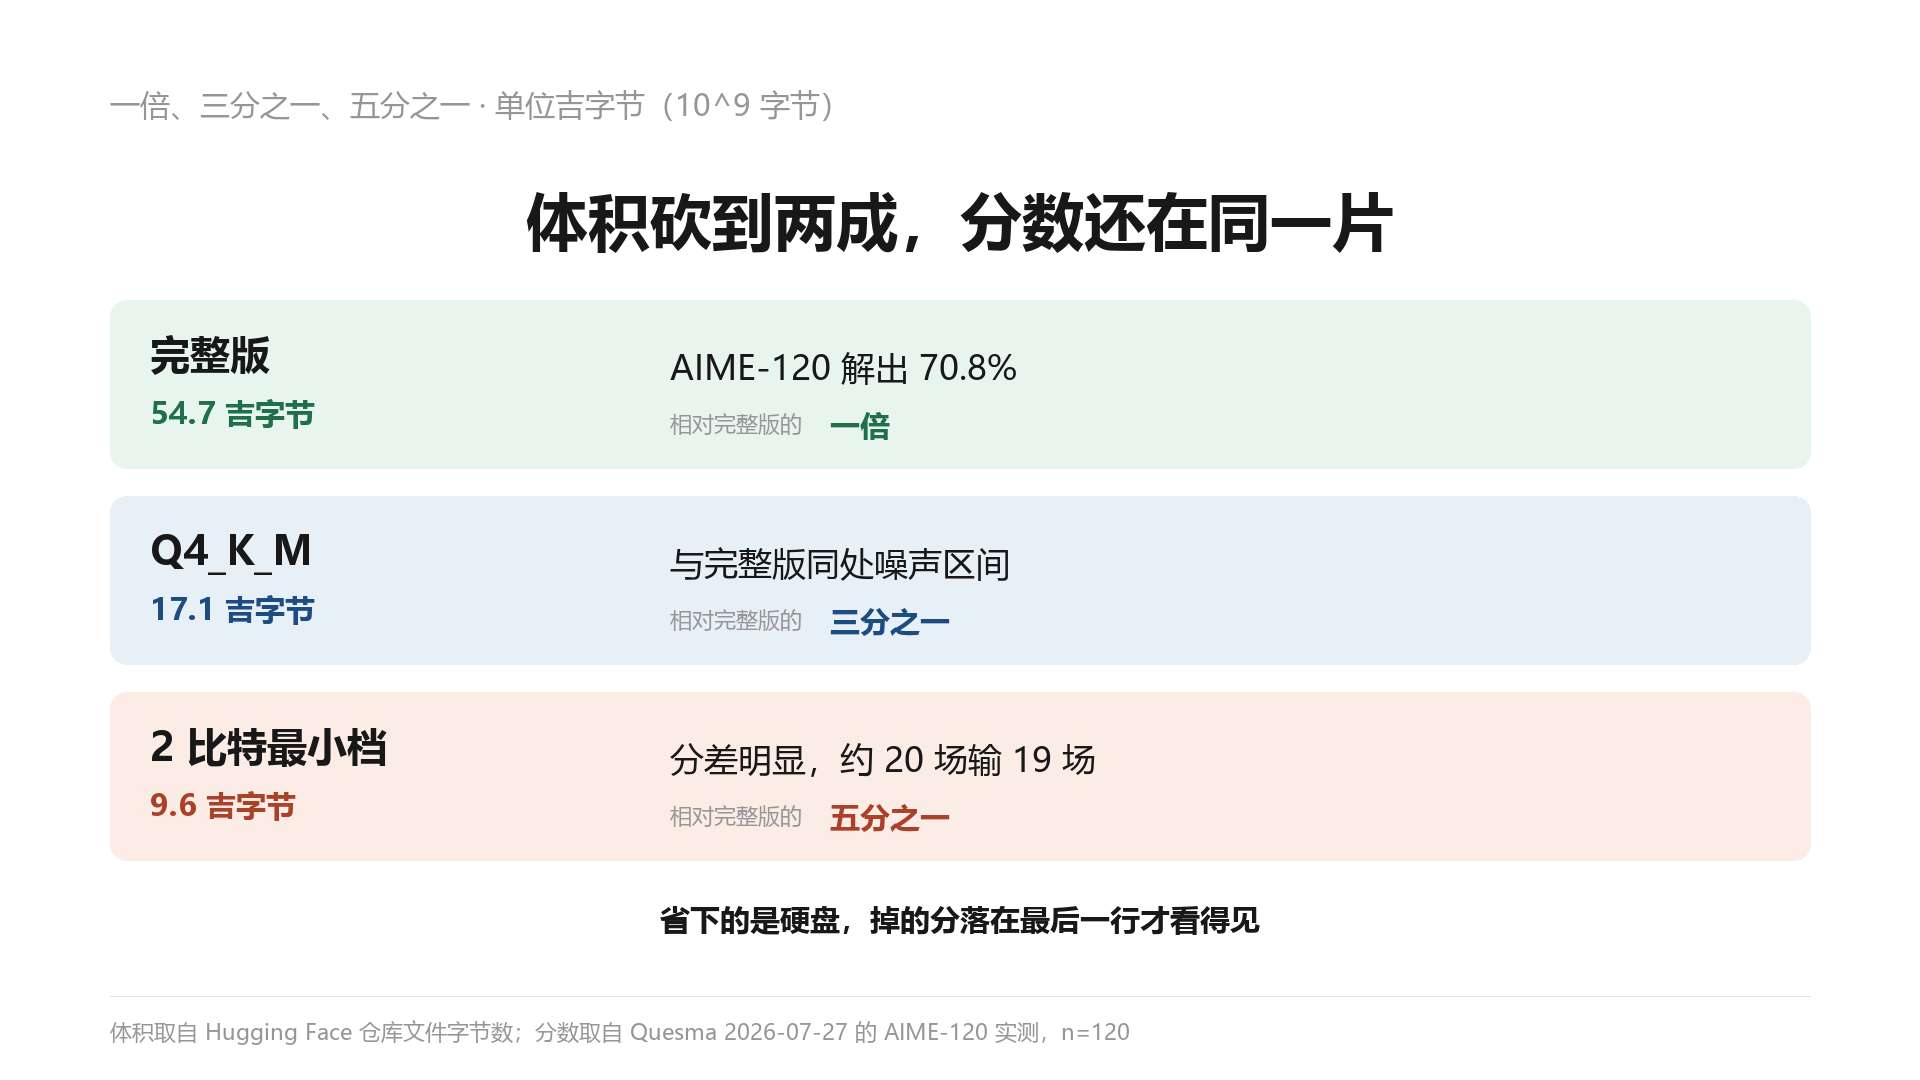 一倍、三分之一、五分之一 · 单位吉字节（10^9 字节）
体积砍到两成，分数还在同一片
完整版
54.7 吉字节
AIME-120 解出 70.8%
相对完整版的 一倍
Q4_K_M
17.1 吉字节
与完整版同处噪声区间
相对完整版的 三分之一
2 比特最小档
9.6 吉字节
分差明显，约 20 场输 19 场
相对完整版的 五分之一
省下的是硬盘，掉的分落在最后一行才看得见
体积取自 Hugging Face 仓库文件字节数；分数取自 Quesma 2026-07-27 的 AIME-120 实测，n=120